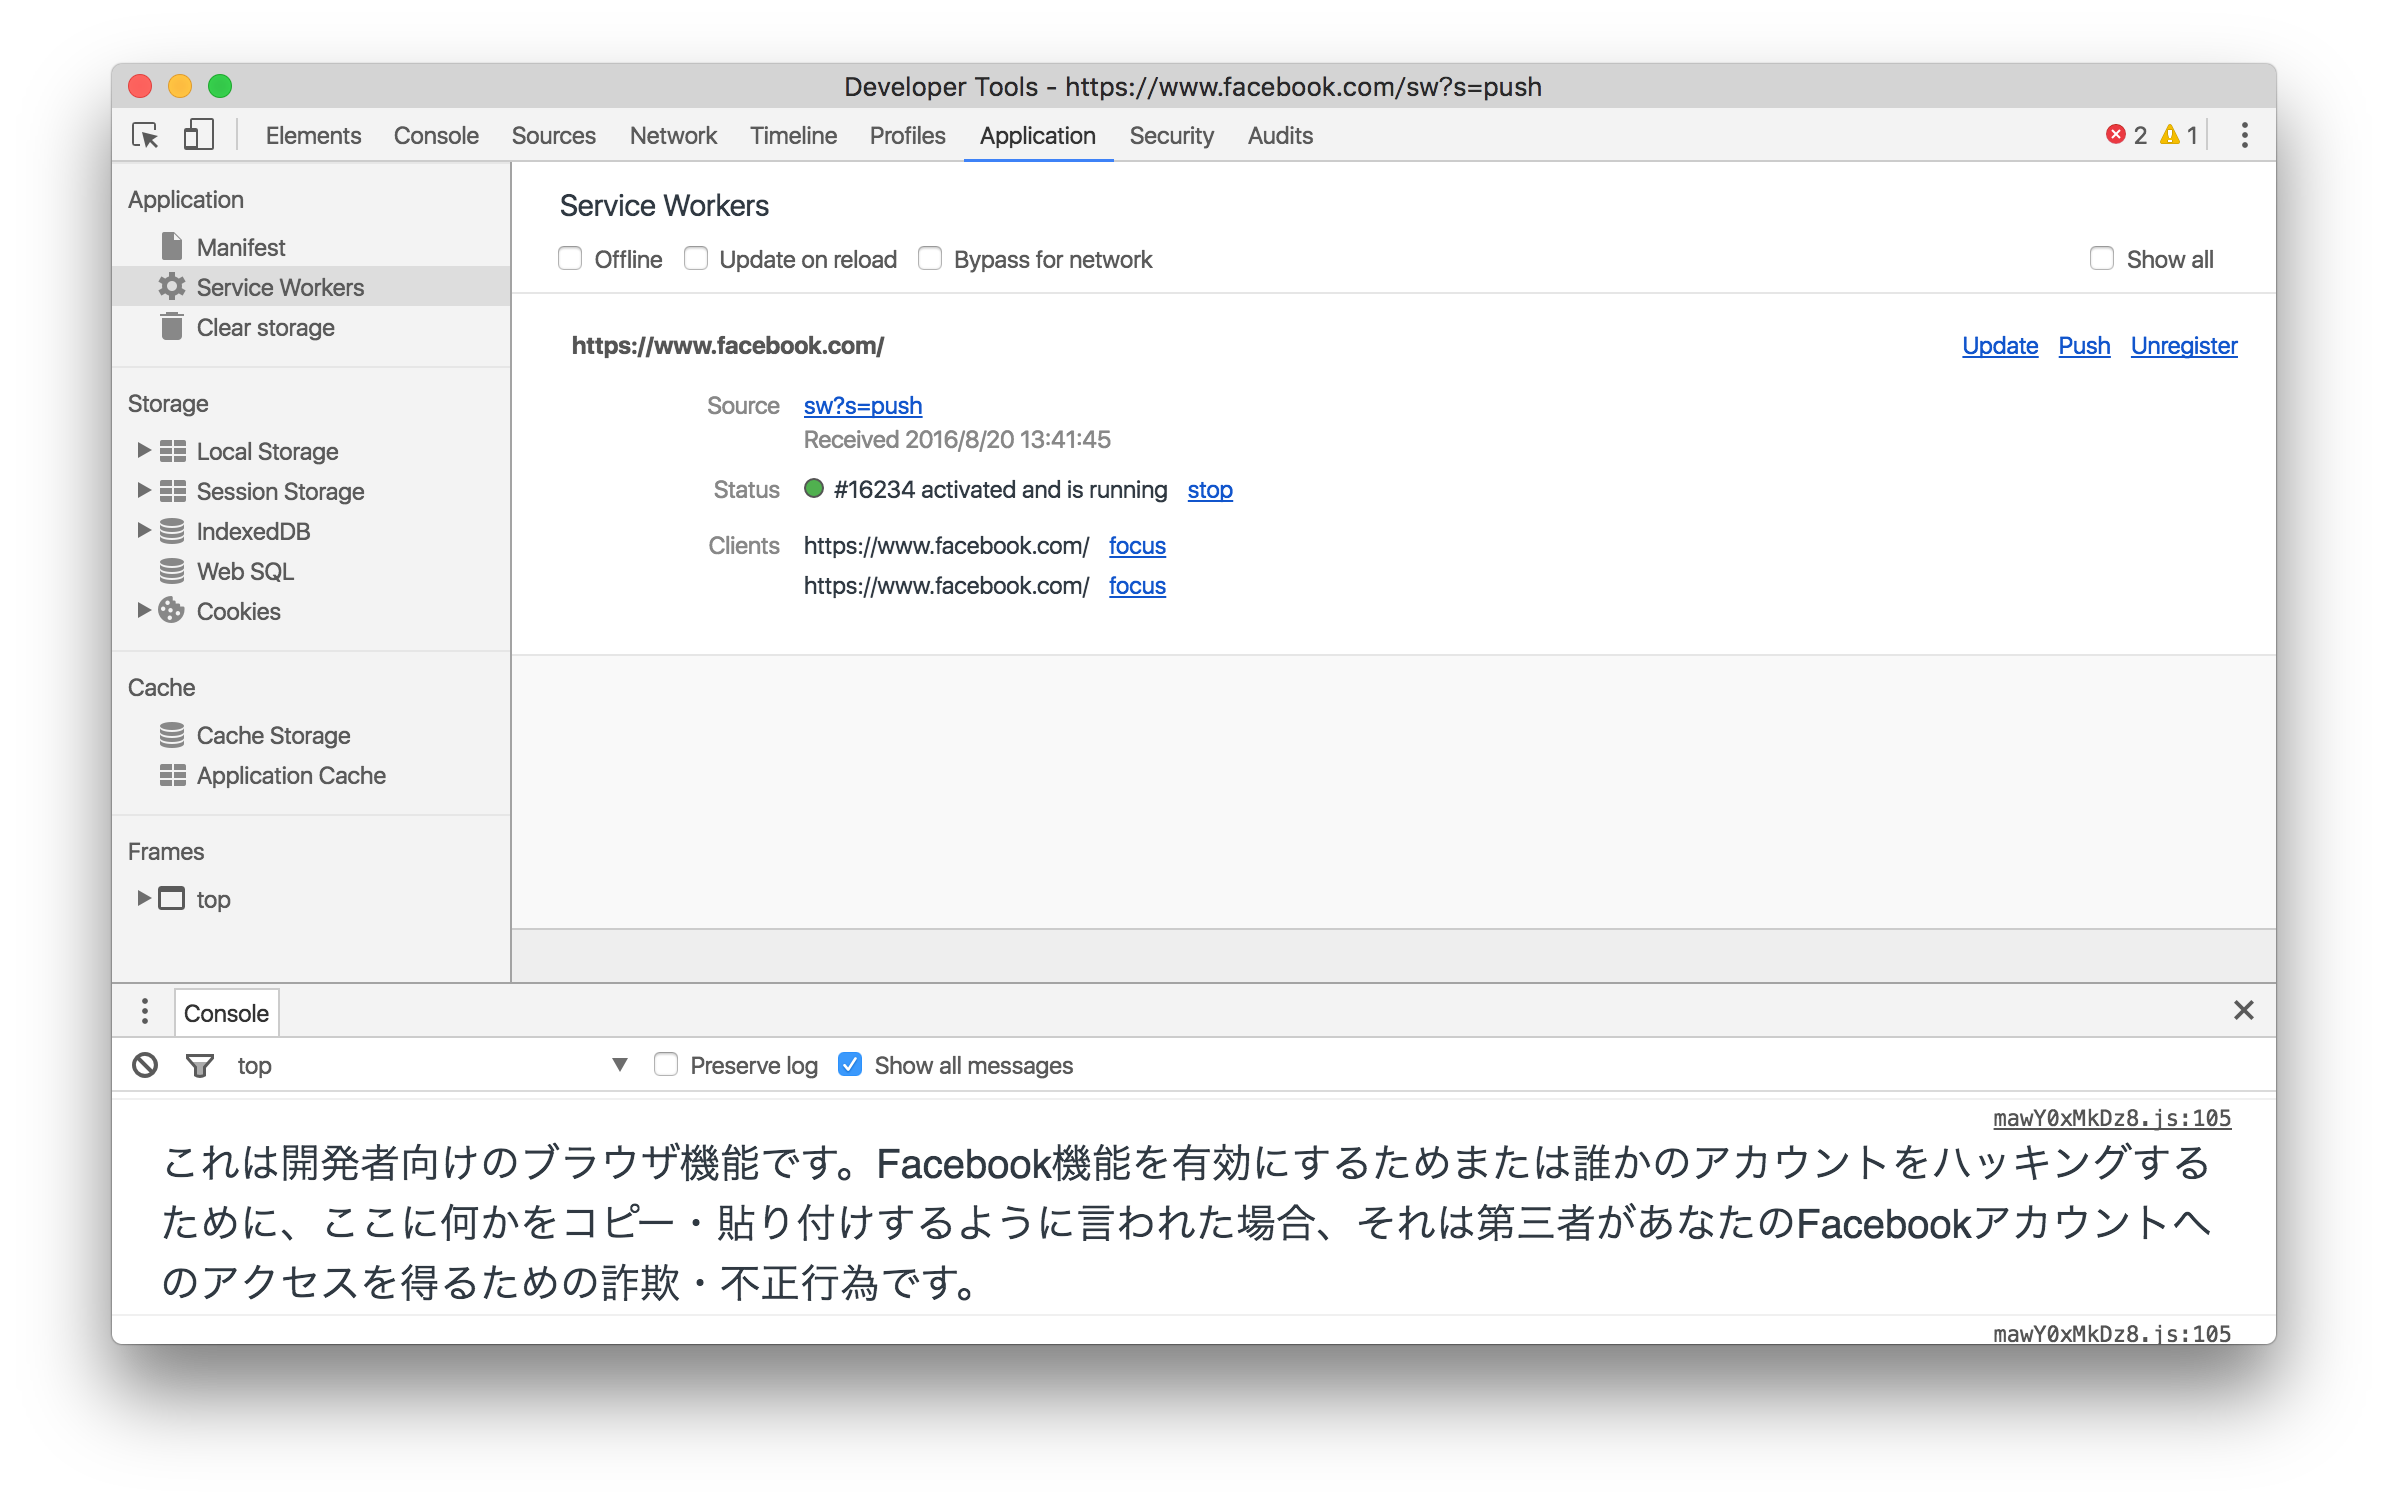 Developer Tools - https://www.facebook.com/sw?s=push
Elements Console Sources Network Timeline Profiles Application Security Audits 2 1
Application
Manifest
Service Workers
Clear storage
Storage
Local Storage
Session Storage
IndexedDB
Web SQL
Cookies
Cache
Cache Storage
Application Cache
Frames
top
Service Workers
Offline Update on reload Bypass for network Show all
https://www.facebook.com/ Update Push Unregister
Source sw?s=push
Received 2016/8/20 13:41:45
Status #16234 activated and is running stop
Clients https://www.facebook.com/ focus
https://www.facebook.com/ focus
Console
top Preserve log Show all messages
mawY0xMkDz8.js:105
これは開発者向けのブラウザ機能です。Facebook機能を有効にするためまたは誰かのアカウントをハッキングする
ために、ここに何かをコピー・貼り付けするように言われた場合、それは第三者があなたのFacebookアカウントへ
のアクセスを得るための詐欺・不正行為です。
mawY0xMkDz8.js:105